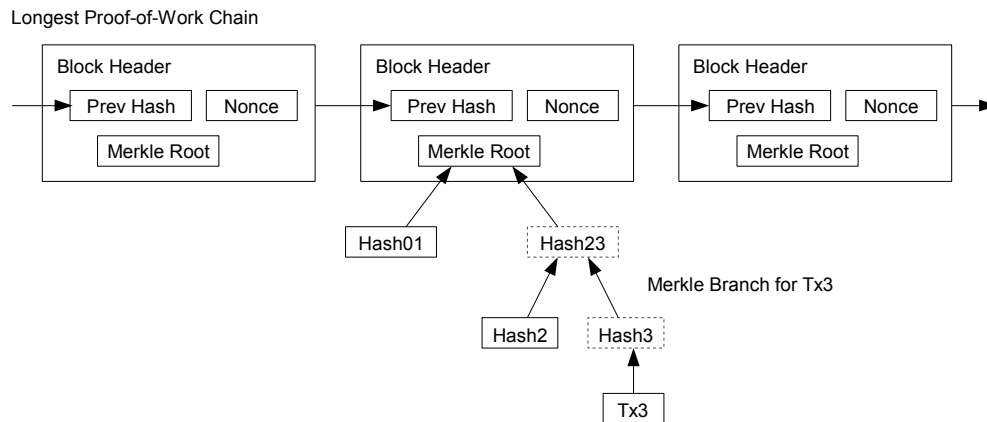 Longest Proof-of-Work Chain
Block Header Block Header Block Header
Prev Hash Nonce Prev Hash Nonce Prev Hash Nonce
Merkle Root Merkle Root Merkle Root
Hash01 Hash23
Merkle Branch for Tx3
Hash2 Hash3
Tx3